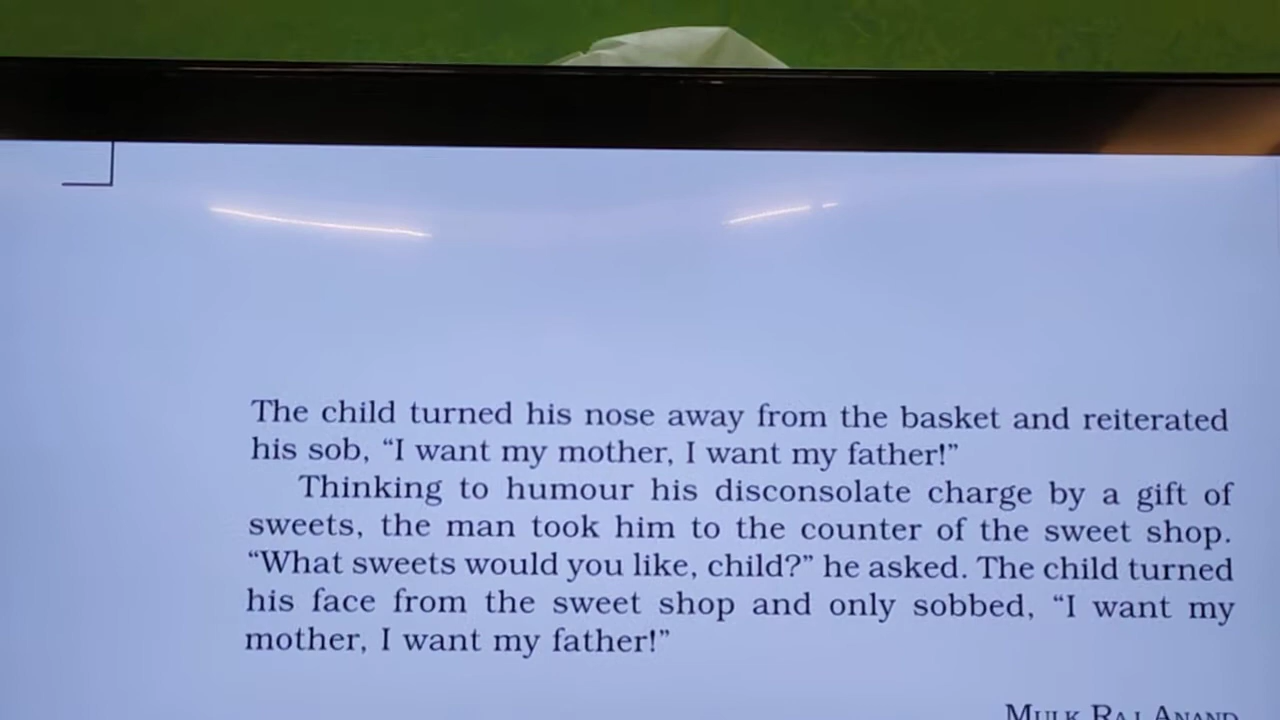 The child turned his nose away from the basket and reiterated
his sob, “I want my mother, I want my father!”
Thinking to humour his disconsolate charge by a gift of
sweets, the man took him to the counter of the sweet shop.
“What sweets would you like, child?” he asked. The child turned
his face from the sweet shop and only sobbed, “I want my
mother, I want my father!”
MULK RAJ ANAND